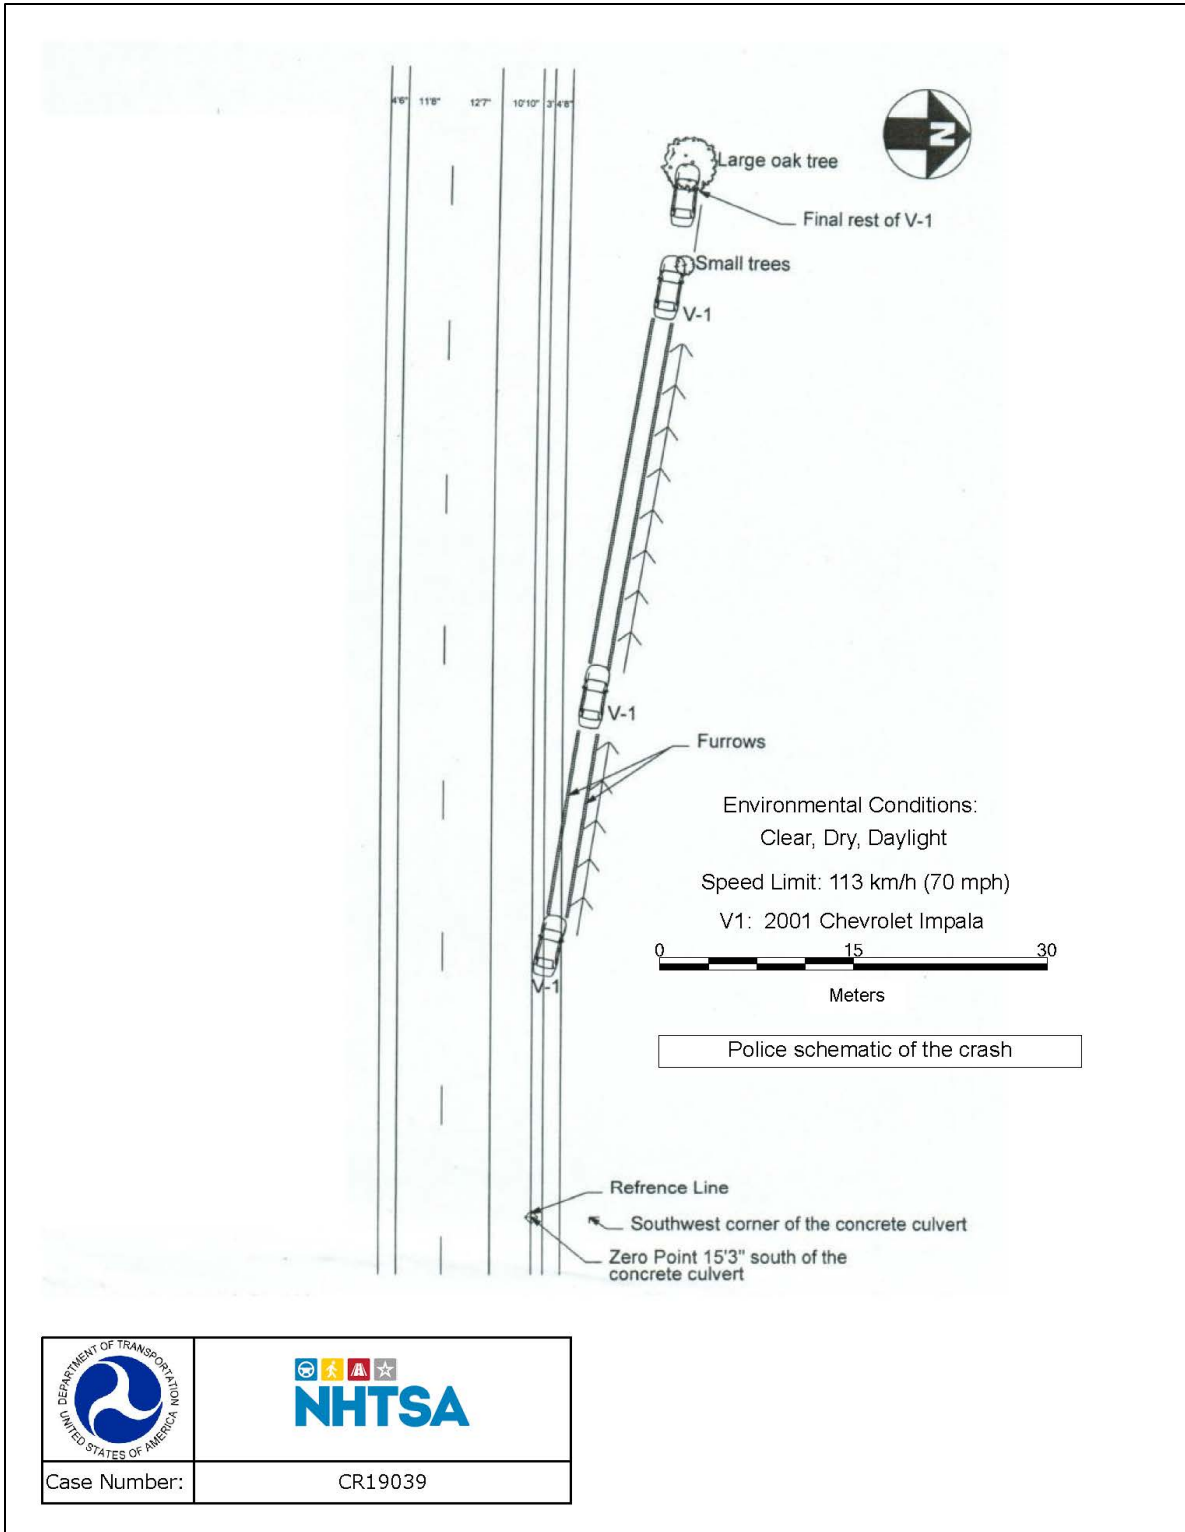 4'6" 11'8" 12'7" 10'10" 3' 4'8"
N
Large oak tree
Final rest of V-1
Small trees
V-1
V-1
Furrows
Environmental Conditions:
Clear, Dry, Daylight
Speed Limit: 113 km/h (70 mph)
V1: 2001 Chevrolet Impala
0 15 30
Meters
V-1
Police schematic of the crash
Refrence Line
Southwest corner of the concrete culvert
Zero Point 15'3" south of the
concrete culvert
DEPARTMENT OF TRANSPORTATION
UNITED STATES OF AMERICA
NHTSA
Case Number: CR19039